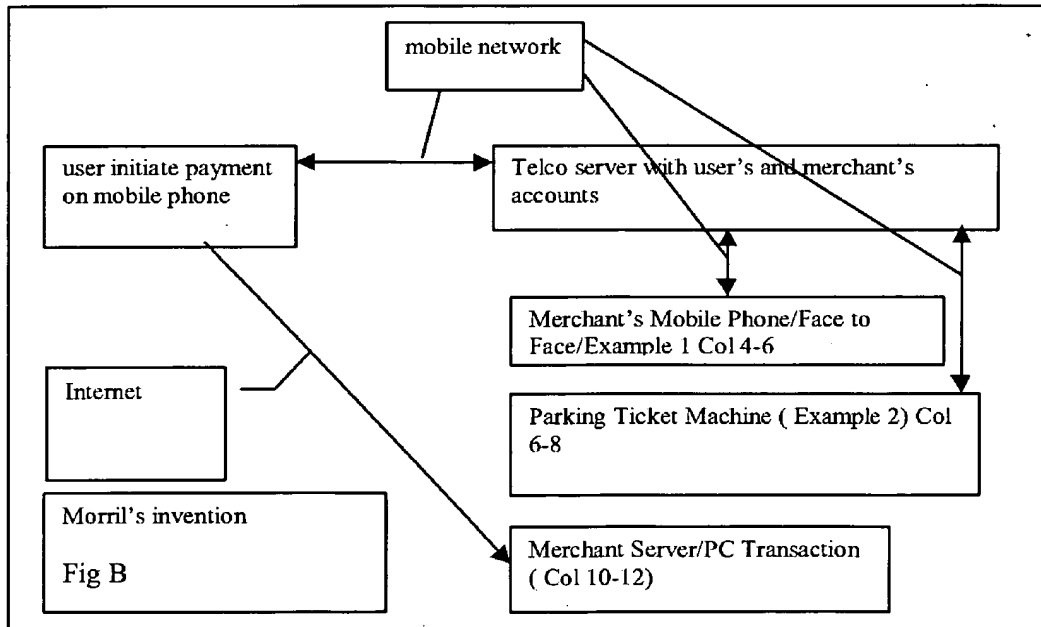 mobile network
user initiate payment
on mobile phone
Telco server with user's and merchant's
accounts
Merchant's Mobile Phone/Face to
Face/Example 1 Col 4-6
Internet
Parking Ticket Machine ( Example 2) Col
6-8
Morril's invention
Fig B
Merchant Server/PC Transaction
( Col 10-12)